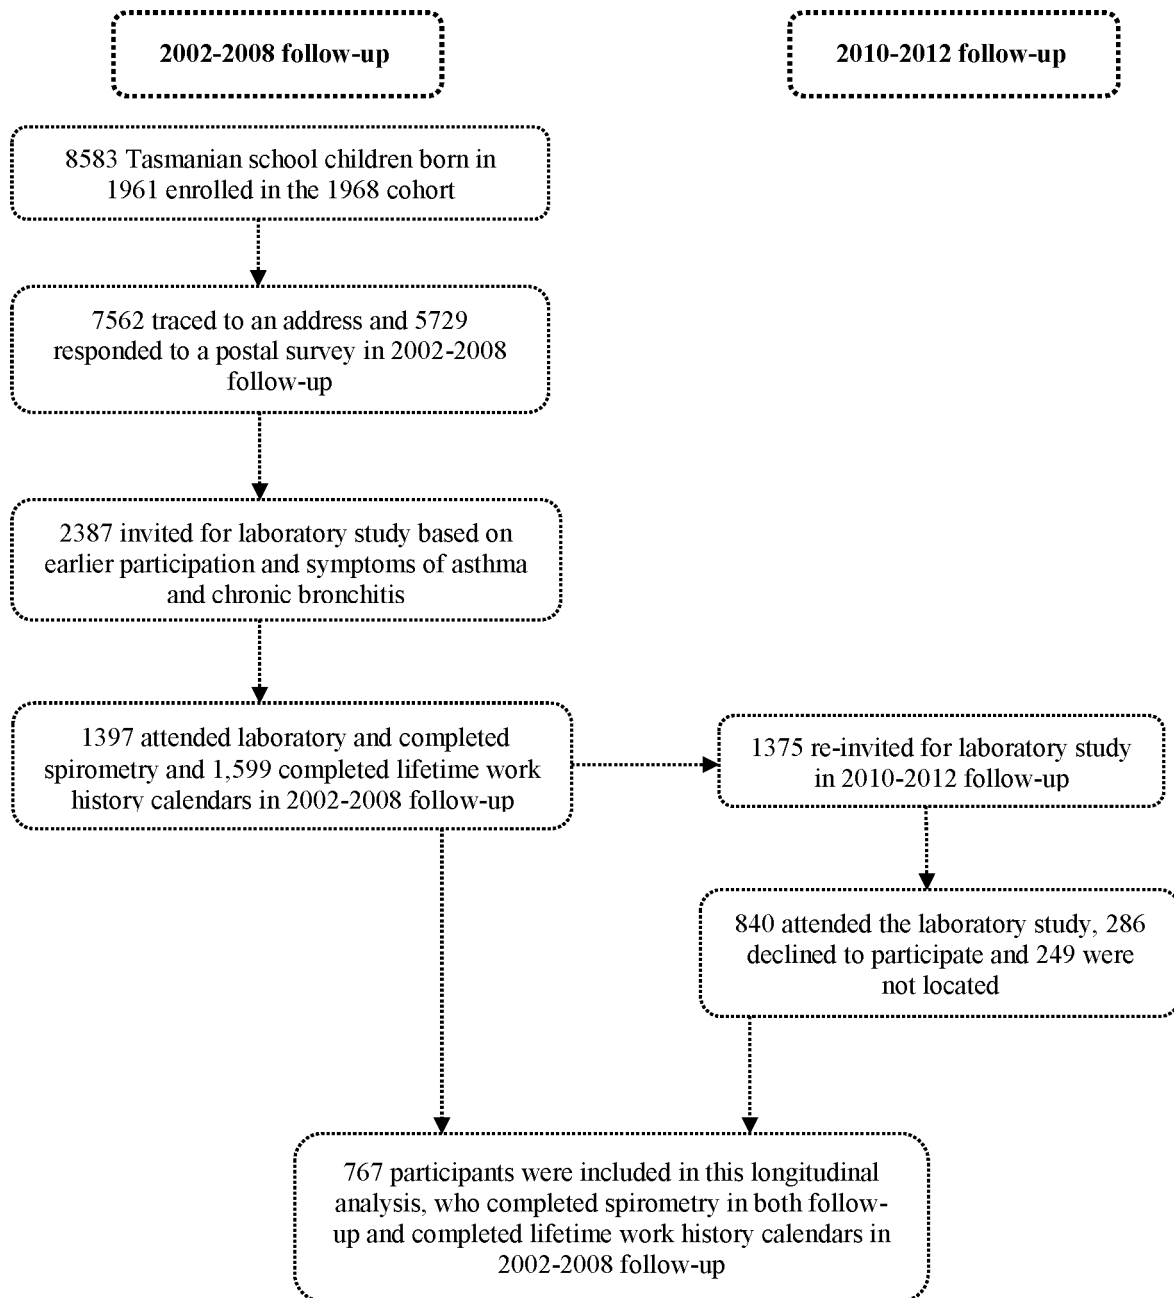 2002-2008 follow-up
2010-2012 follow-up
8583 Tasmanian school children born in
1961 enrolled in the 1968 cohort
7562 traced to an address and 5729
responded to a postal survey in 2002-2008
follow-up
2387 invited for laboratory study based on
earlier participation and symptoms of asthma
and chronic bronchitis
1397 attended laboratory and completed
spirometry and 1,599 completed lifetime work
history calendars in 2002-2008 follow-up
1375 re-invited for laboratory study
in 2010-2012 follow-up
840 attended the laboratory study, 286
declined to participate and 249 were
not located
767 participants were included in this longitudinal
analysis, who completed spirometry in both follow-
up and completed lifetime work history calendars in
2002-2008 follow-up